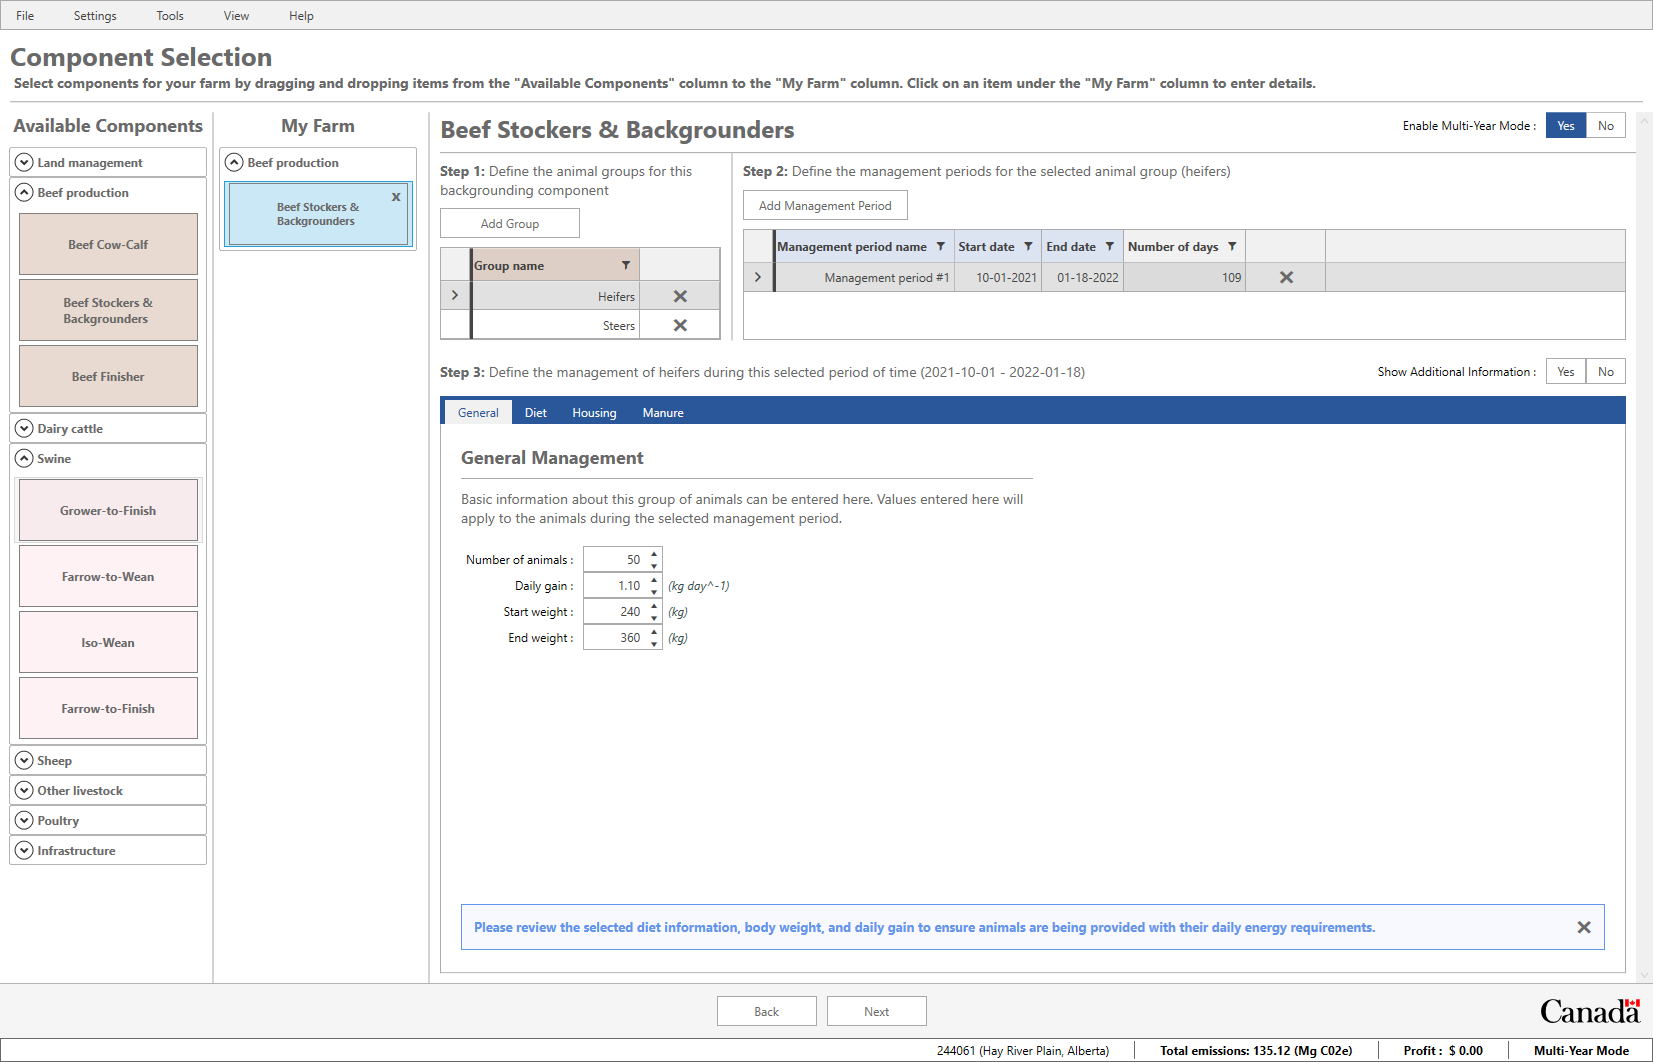 File Settings Tools View Help
Component Selection
Select components for your farm by dragging and dropping items from the "Available Components" column to the "My Farm" column. Click on an item under the "My Farm" column to enter details.
Available Components
Land management
Beef production
Beef Cow-Calf
Beef Stockers &
Backgrounders
Beef Finisher
Dairy cattle
Swine
Grower-to-Finish
Farrow-to-Wean
Iso-Wean
Farrow-to-Finish
Sheep
Other livestock
Poultry
Infrastructure
My Farm
Beef production
Beef Stockers &
Backgrounders
x
Beef Stockers & Backgrounders
Enable Multi-Year Mode : Yes No
Step 1: Define the animal groups for this
backgrounding component
Add Group
Group name
Heifers
Steers
Step 2: Define the management periods for the selected animal group (heifers)
Add Management Period
Management period name Start date End date Number of days
Management period #1 10-01-2021 01-18-2022 109
Step 3: Define the management of heifers during this selected period of time (2021-10-01 - 2022-01-18)
Show Additional Information : Yes No
General Diet Housing Manure
General Management
Basic information about this group of animals can be entered here. Values entered here will
apply to the animals during the selected management period.
Number of animals : 50
Daily gain : 1.10 (kg day^-1)
Start weight : 240 (kg)
End weight : 360 (kg)
Please review the selected diet information, body weight, and daily gain to ensure animals are being provided with their daily energy requirements.
Back Next
Canada
244061 (Hay River Plain, Alberta) Total emissions: 135.12 (Mg C02e) Profit : $ 0.00 Multi-Year Mode